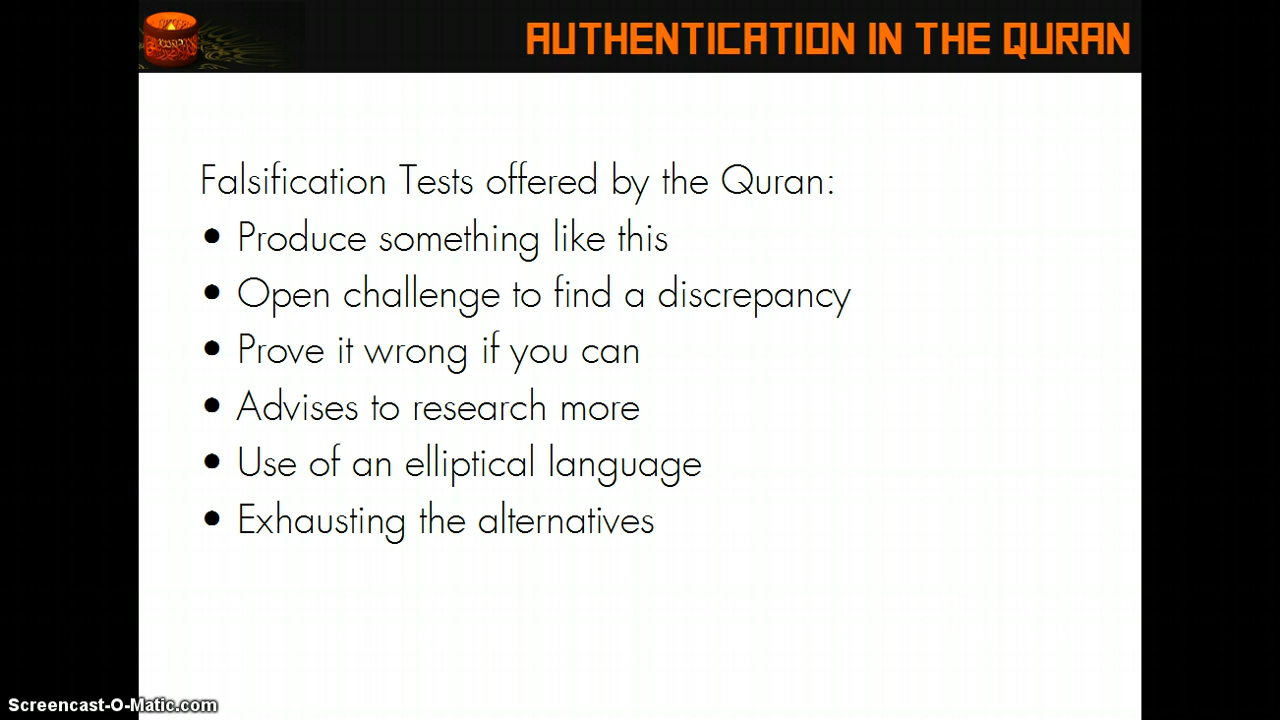 AUTHENTICATION IN THE QURAN
Falsification Tests offered by the Quran:
• Produce something like this
• Open challenge to find a discrepancy
• Prove it wrong if you can
• Advises to research more
• Use of an elliptical language
• Exhausting the alternatives
Screencast-O-Matic.com